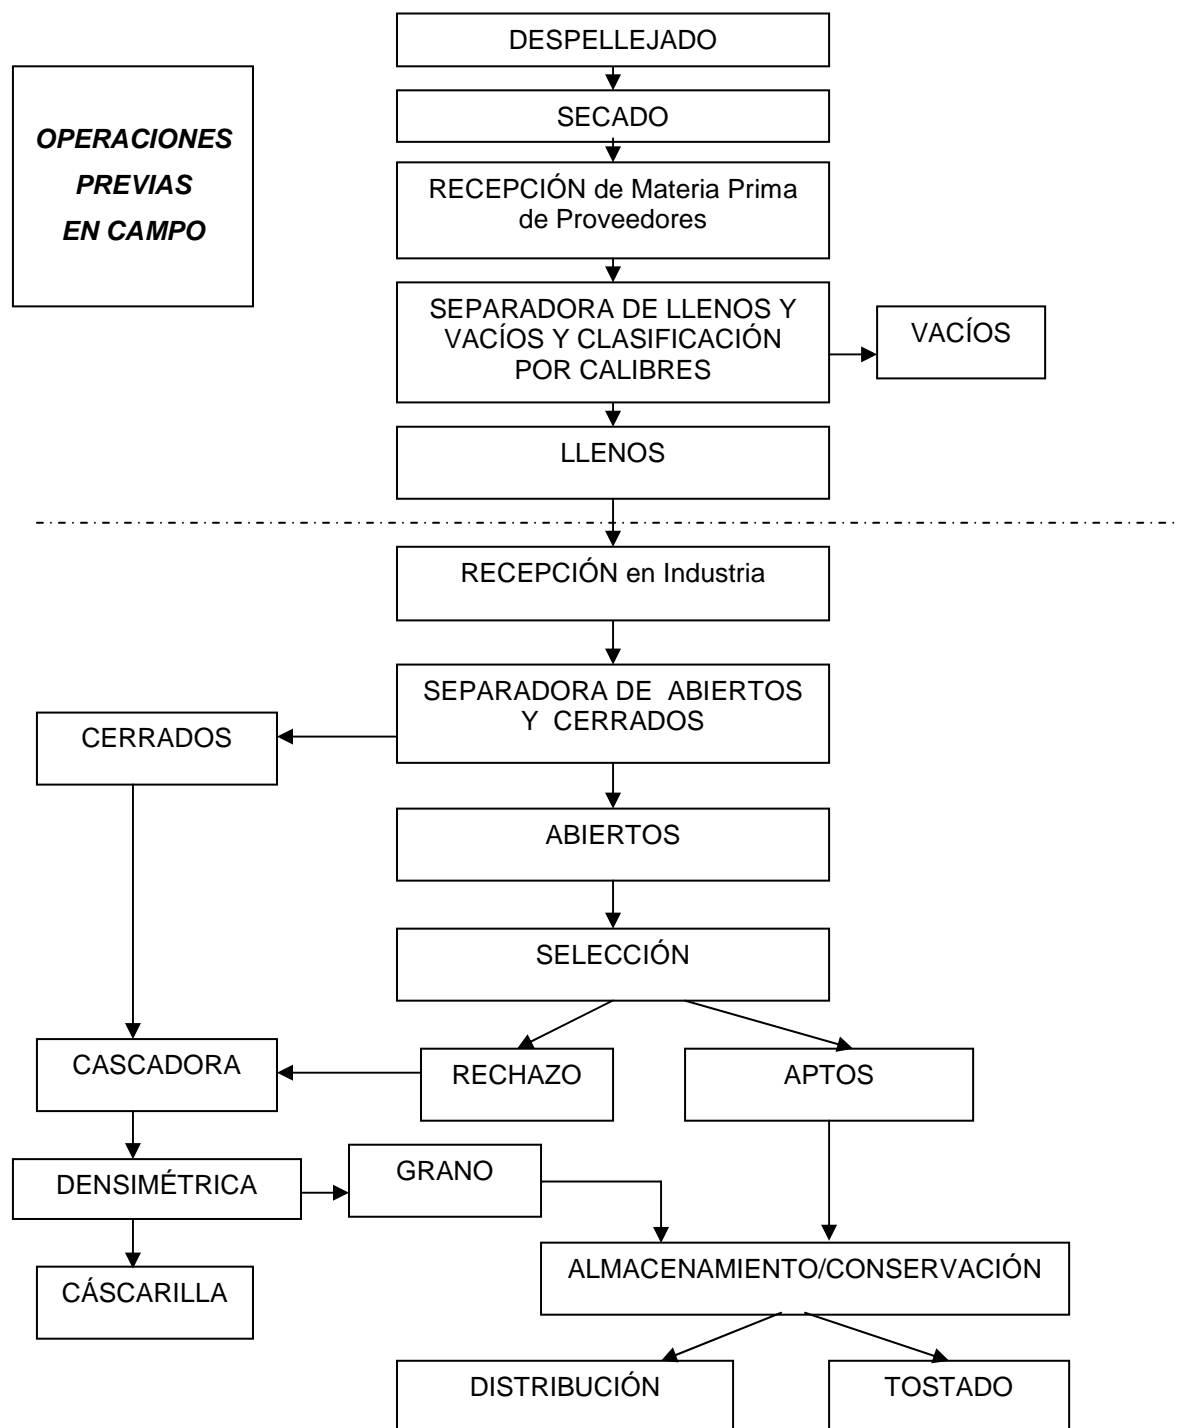 DESPELLEJADO
OPERACIONES
PREVIAS
EN CAMPO
SECADO
RECEPCIÓN de Materia Prima
de Proveedores
SEPARADORA DE LLENOS Y
VACÍOS Y CLASIFICACIÓN
POR CALIBRES
VACÍOS
LLENOS
RECEPCIÓN en Industria
SEPARADORA DE ABIERTOS
Y CERRADOS
CERRADOS
ABIERTOS
SELECCIÓN
CASCADORA
RECHAZO
APTOS
DENSIMÉTRICA
GRANO
ALMACENAMIENTO/CONSERVACIÓN
CÁSCARILLA
DISTRIBUCIÓN
TOSTADO